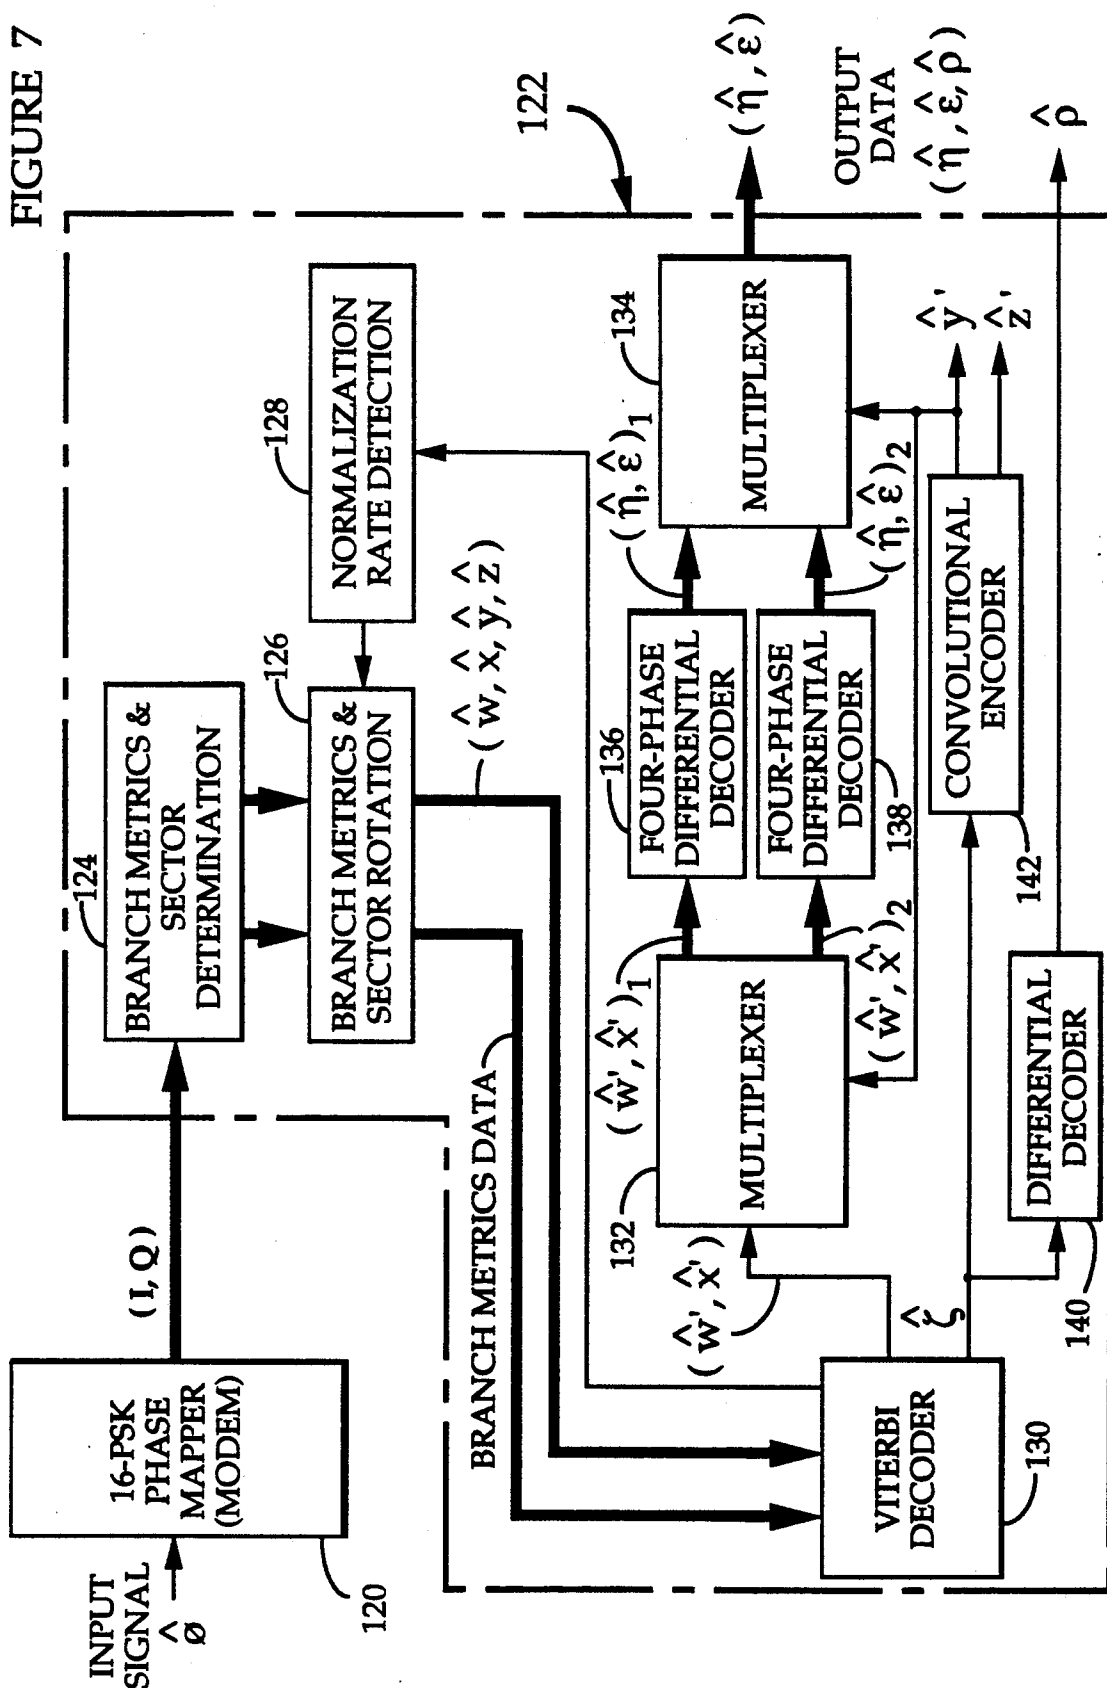 FIGURE 7
INPUT
SIGNAL
ø̂
16-PSK
PHASE
MAPPER
(MODEM)
120
(I, Q)
122
124
BRANCH METRICS &
SECTOR
DETERMINATION
126
BRANCH METRICS &
SECTOR ROTATION
128
NORMALIZATION
RATE DETECTION
(ŵ, x̂, ŷ, ẑ)
BRANCH METRICS DATA
VITERBI
DECODER
130
(ŵ', x̂')
ζ̂
132
MULTIPLEXER
(ŵ', x̂')1
(ŵ', x̂')2
136
FOUR-PHASE
DIFFERENTIAL
DECODER
FOUR-PHASE
DIFFERENTIAL
DECODER
138
(η̂, ε̂)1
(η̂, ε̂)2
134
MULTIPLEXER
(η̂, ε̂)
OUTPUT
DATA
(η̂, ε̂, ρ̂)
140
DIFFERENTIAL
DECODER
142
CONVOLUTIONAL
ENCODER
ŷ'
ẑ'
ρ̂